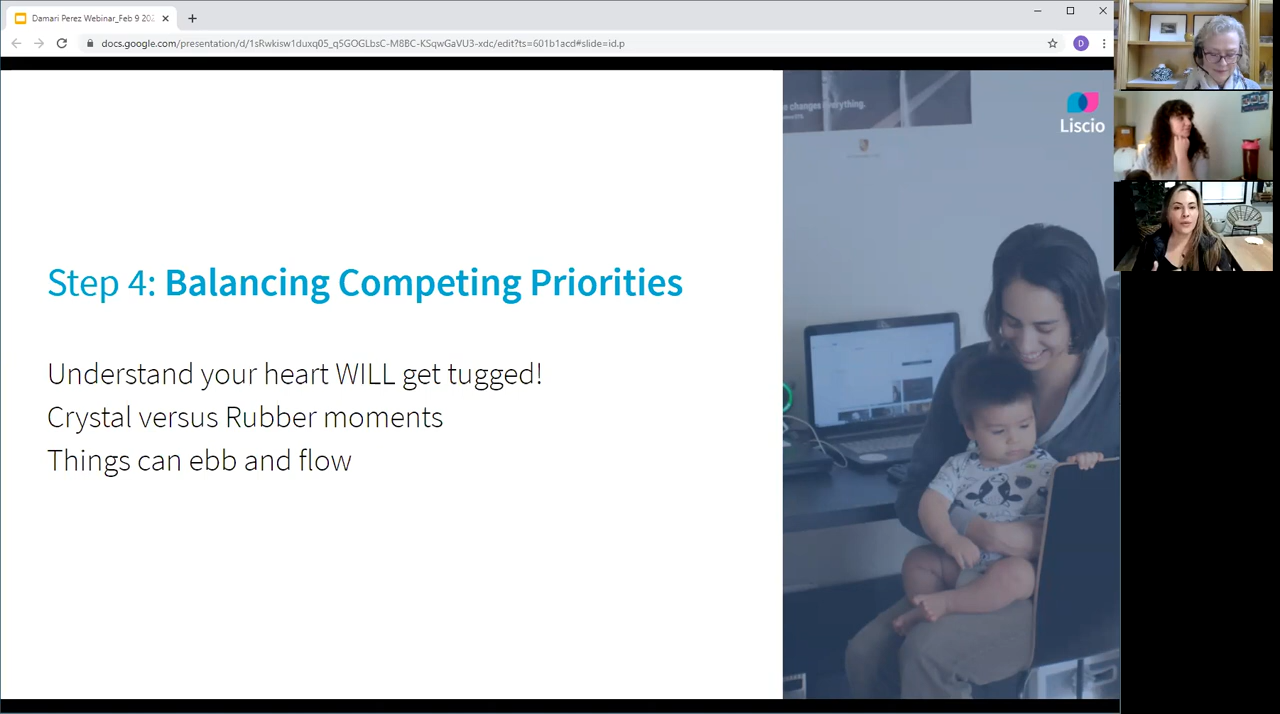 Damari Perez Webinar_Feb 9 202
docs.google.com/presentation/d/1sRwkisw1duxq05_q5GOGLbsC-M8BC-KSqwGaVU3-xdc/edit?ts=601b1acd#slide=id.p
D
o changes everything.
Liscio
Step 4: Balancing Competing Priorities
Understand your heart WILL get tugged!
Crystal versus Rubber moments
Things can ebb and flow